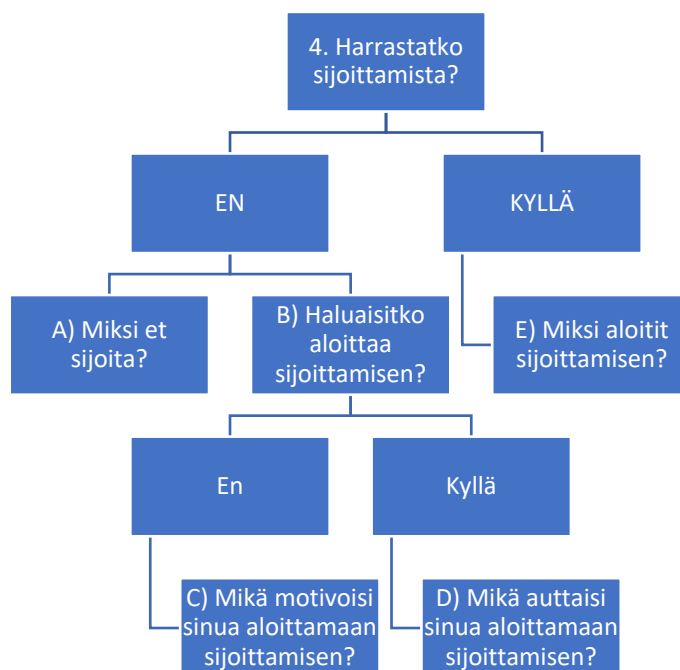 4. Harrastatko
sijoittamista?
EN
KYLLÄ
A) Miksi et
sijoita?
B) Haluaisitko
aloittaa
sijoittamisen?
E) Miksi aloitit
sijoittamisen?
En
Kyllä
C) Mikä motivoisi
sinua aloittamaan
sijoittamisen?
D) Mikä auttaisi
sinua aloittamaan
sijoittamisen?